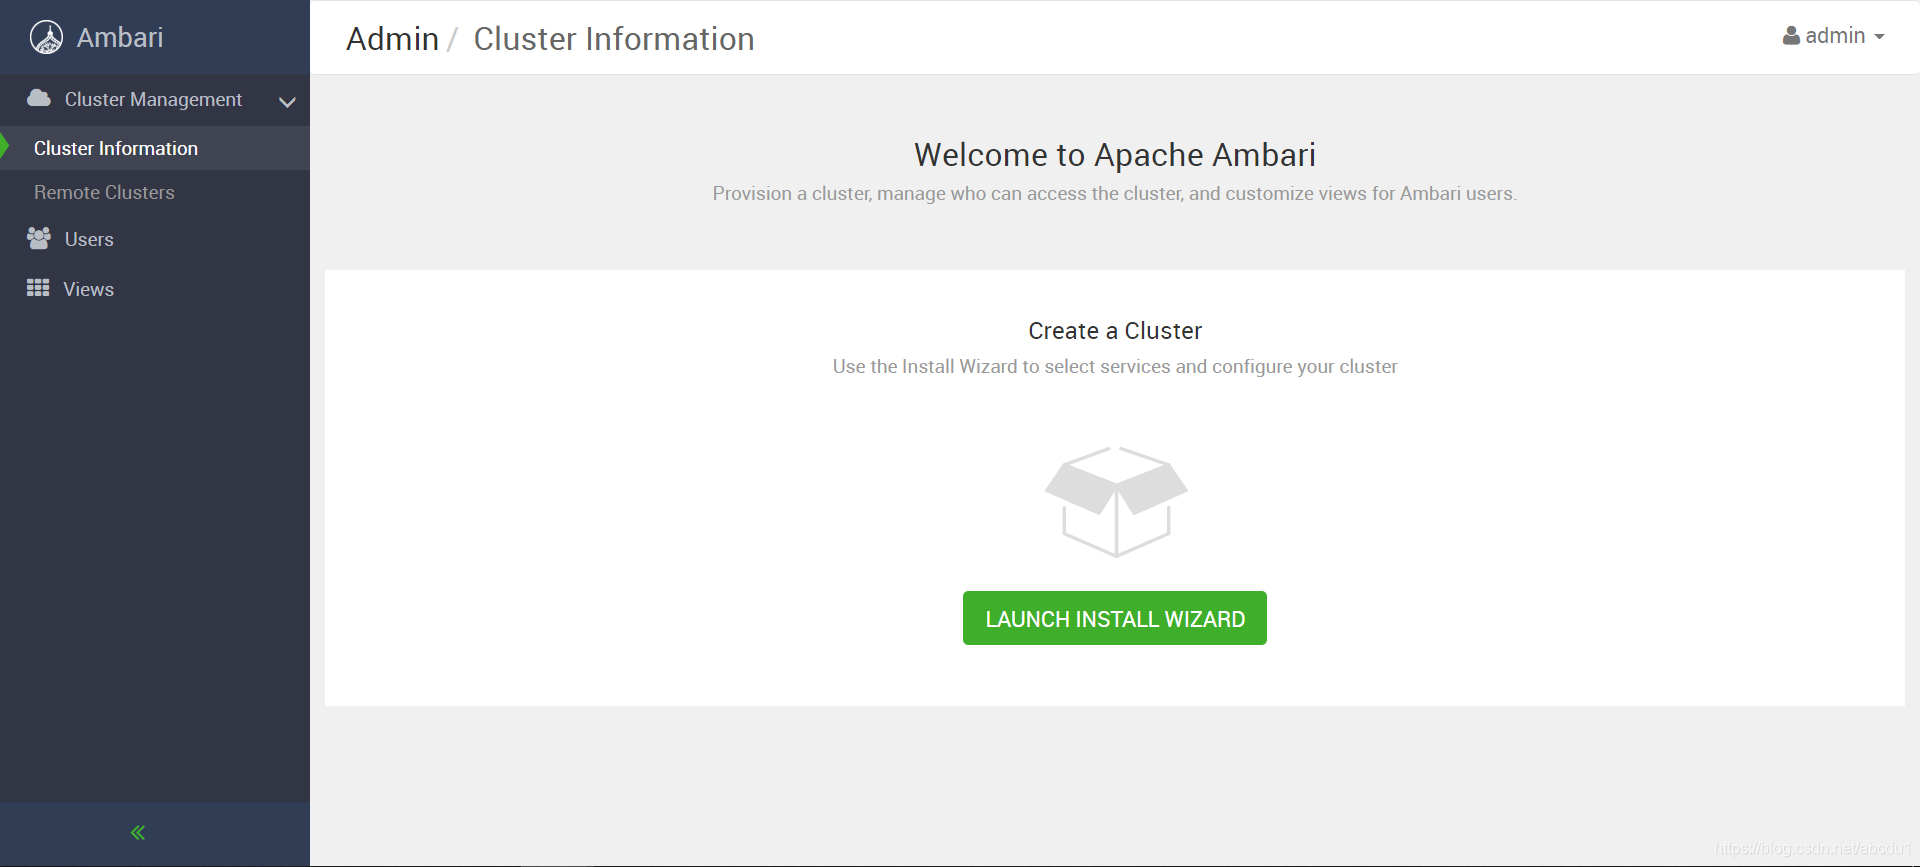 Ambari
Admin / Cluster Information
admin
Cluster Management
Cluster Information
Remote Clusters
Users
Views
Welcome to Apache Ambari
Provision a cluster, manage who can access the cluster, and customize views for Ambari users.
Create a Cluster
Use the Install Wizard to select services and configure your cluster
LAUNCH INSTALL WIZARD
https://blog.csdn.net/abcdu1